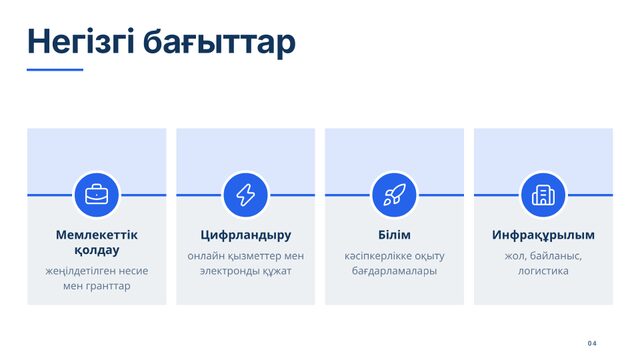 Негізгі бағыттар
Мемлекеттік
қолдау
жеңілдетілген несие
мен гранттар
Цифрландыру
онлайн қызметтер мен
электронды құжат
Білім
кәсіпкерлікке оқыту
бағдарламалары
Инфрақұрылым
жол, байланыс,
логистика
04